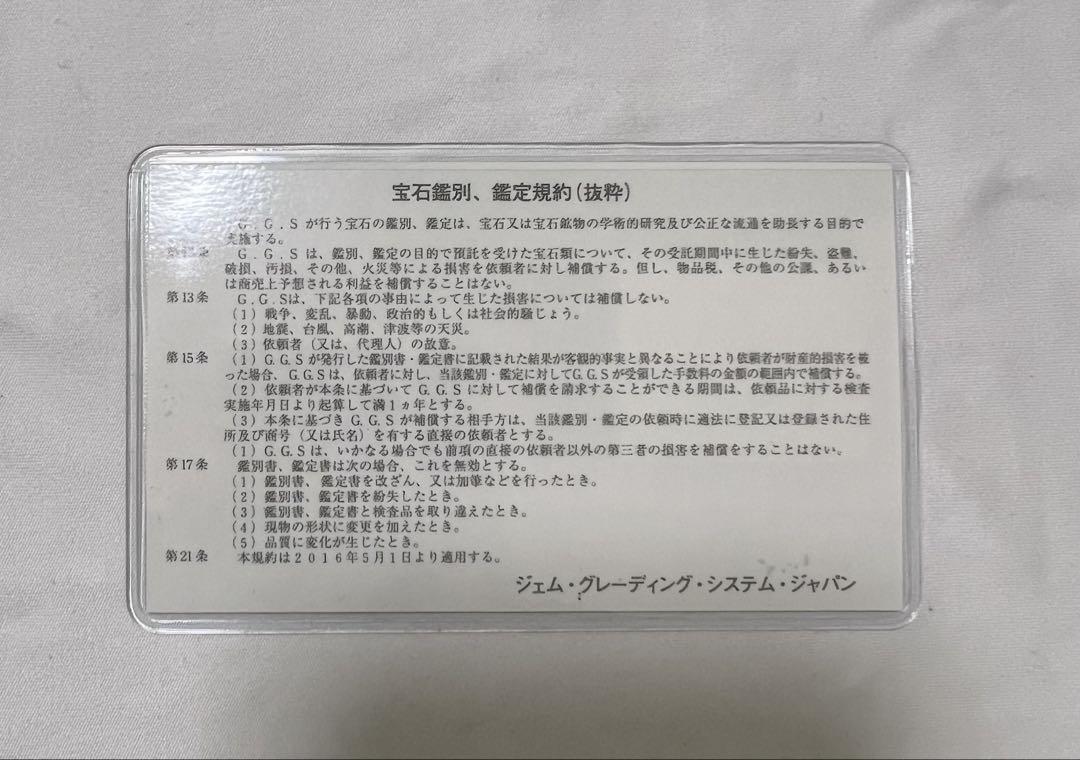 宝石鑑別、鑑定規約(抜粋)
G.G.S が行う宝石の鑑別、鑑定は、宝石又は宝石鉱物の学術的研究及び公正な流通を助長する目的で
実施する。
G.G.S は、鑑別、鑑定の目的で預託を受けた宝石類について、その受託期間中に生じた紛失、盗難、
破損、汚損、その他、火災等による損害を依頼者に対し補償する。但し、物品税、その他の公課、あるい
は商売上予想される利益を補償することはない。
第13条 G.G.Sは、下記各項の事由によって生じた損害については補償しない。
(1) 戦争、変乱、暴動、政治的もしくは社会的騒じょう。
(2) 地震、台風、高潮、津波等の天災。
(3) 依頼者（又は、代理人）の故意。
第15条 (1) G.G.S が発行した鑑別書・鑑定書に記載された結果が客観的事実と異なることにより依頼者が財産的損害を被
った場合、G.G.Sは、依頼者に対し、当該鑑別・鑑定に対してG.G.Sが受領した手数料の金額の範囲内で補償する。
(2) 依頼者が本条に基づいて G.G.S に対して補償を請求することができる期間は、依頼品に対する検査
実施年月日より起算して満1ヵ年とする。
(3) 本条に基づき G.G.S が補償する相手方は、当該鑑別・鑑定の依頼時に適法に登記又は登録された住
所及び商号（又は氏名）を有する直接の依頼者とする。
(1) G.G.S は、いかなる場合でも前項の直接の依頼者以外の第三者の損害を補償をすることはない。
第17条 鑑別書、鑑定書は次の場合、これを無効とする。
(1) 鑑別書、鑑定書を改ざん、又は加筆などを行ったとき。
(2) 鑑別書、鑑定書を紛失したとき。
(3) 鑑別書、鑑定書と検査品を取り違えたとき。
(4) 現物の形状に変更を加えたとき。
(5) 品質に変化が生じたとき。
第21条 本規約は2016年5月1日より適用する。
ジェム・グレーディング・システム・ジャパン